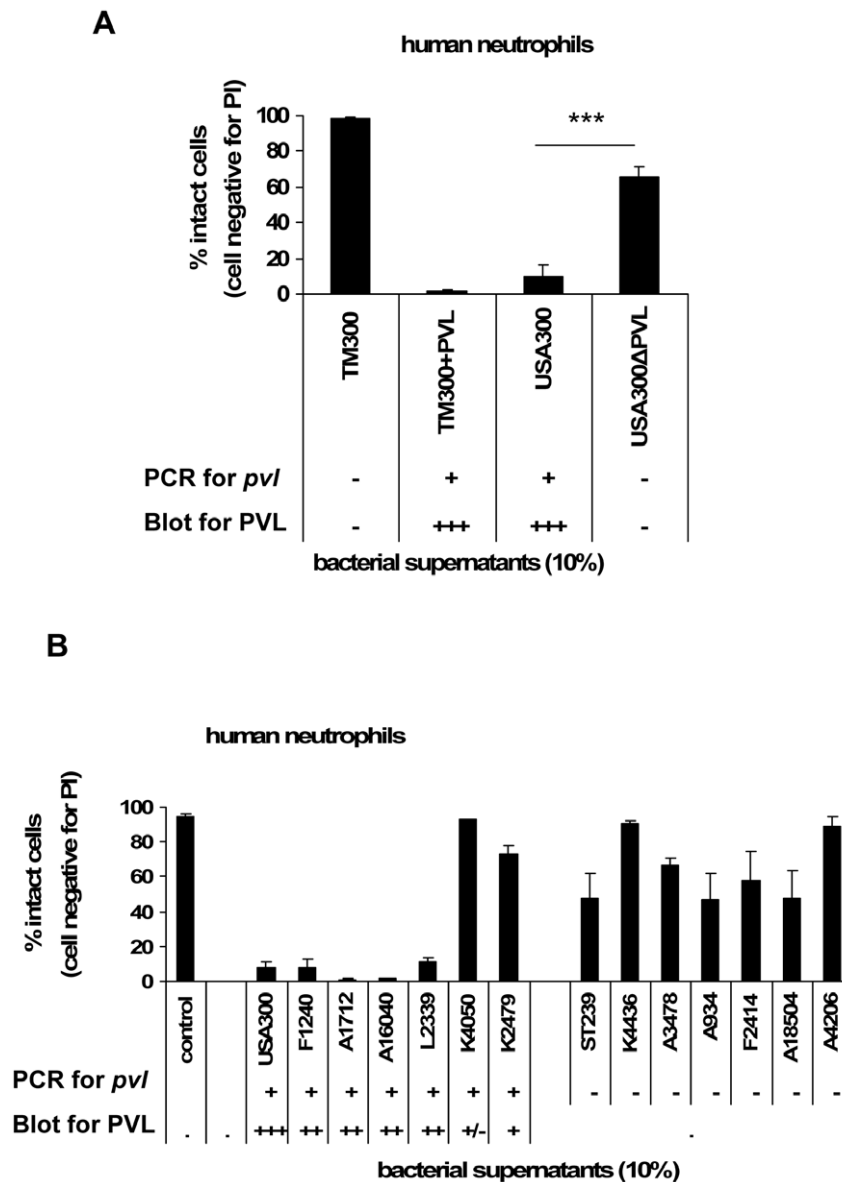 A
human neutrophils
% intact cells
(cell negative for PI)
100
80
60
40
20
0
***
TM300
TM300+PVL
USA300
USA300ΔPVL
PCR for pvl - + + -
Blot for PVL - +++ +++ -
bacterial supernatants (10%)
B
human neutrophils
% intact cells
(cell negative for PI)
100
80
60
40
20
0
control
USA300
F1240
A1712
A16040
L2339
K4050
K2479
ST239
K4436
A3478
A934
F2414
A18504
A4206
PCR for pvl + + + + + + + - - - - - - -
Blot for PVL . . +++ ++ ++ ++ ++ +/- + .
bacterial supernatants (10%)